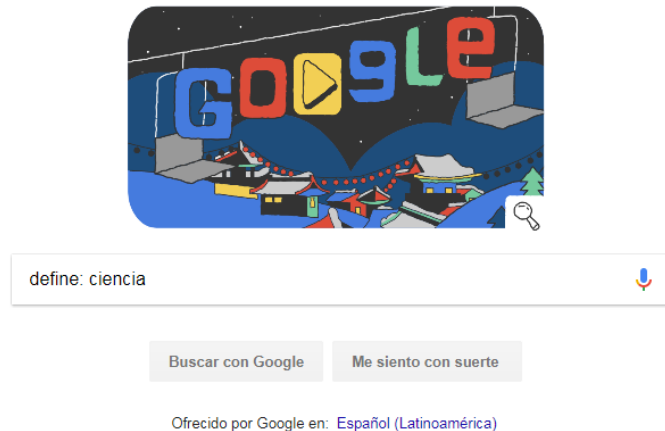 GOOGLE
define: ciencia
Buscar con Google
Me siento con suerte
Ofrecido por Google en: Español (Latinoamérica)